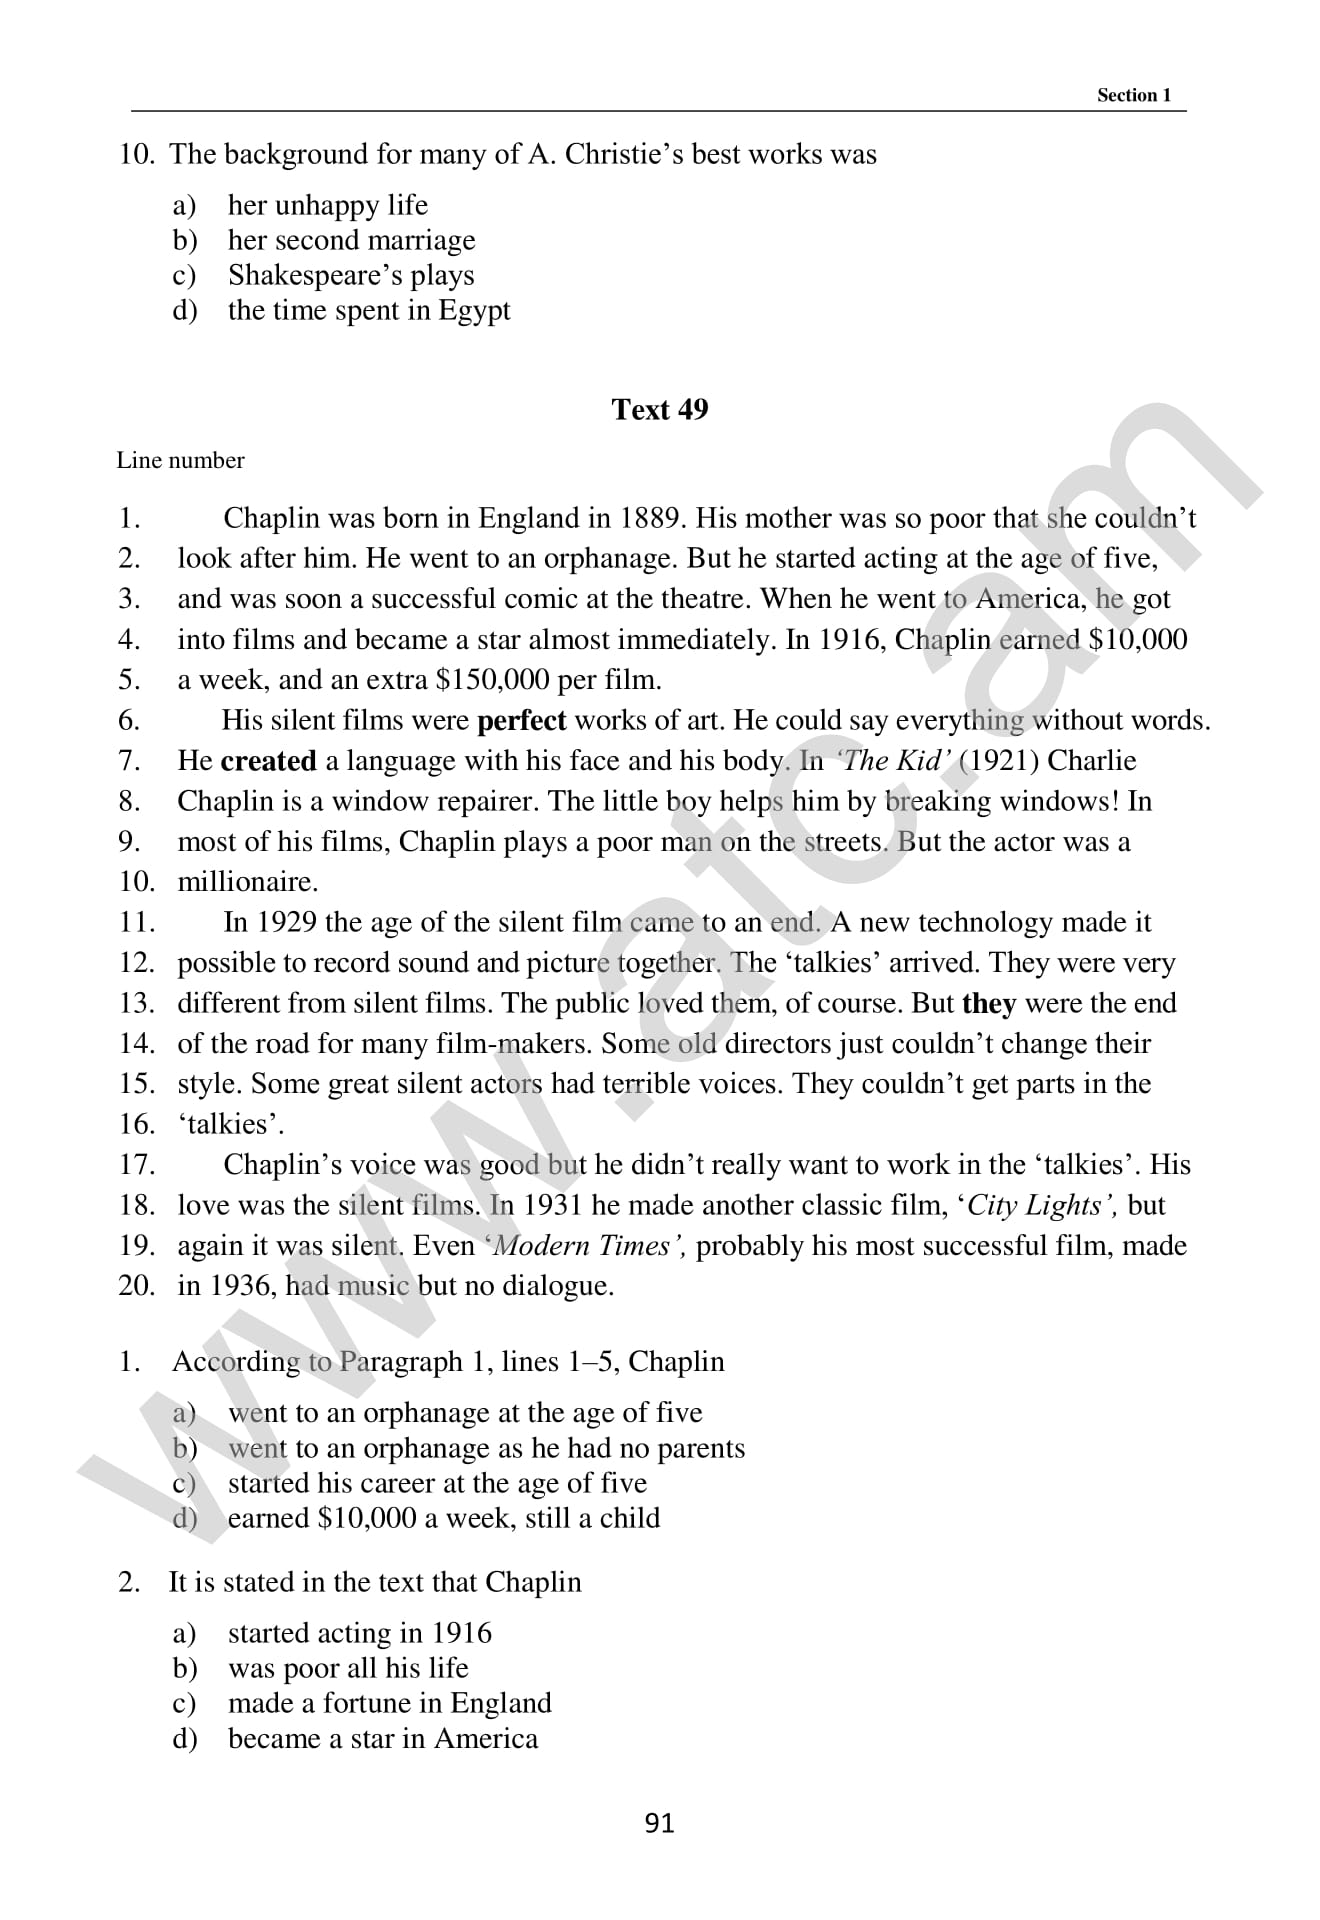 Section 1
10. The background for many of A. Christie’s best works was
a) her unhappy life
b) her second marriage
c) Shakespeare’s plays
d) the time spent in Egypt
Text 49
Line number
1. Chaplin was born in England in 1889. His mother was so poor that she couldn’t
2. look after him. He went to an orphanage. But he started acting at the age of five,
3. and was soon a successful comic at the theatre. When he went to America, he got
4. into films and became a star almost immediately. In 1916, Chaplin earned $10,000
5. a week, and an extra $150,000 per film.
6. His silent films were perfect works of art. He could say everything without words.
7. He created a language with his face and his body. In ‘The Kid’ (1921) Charlie
8. Chaplin is a window repairer. The little boy helps him by breaking windows! In
9. most of his films, Chaplin plays a poor man on the streets. But the actor was a
10. millionaire.
11. In 1929 the age of the silent film came to an end. A new technology made it
12. possible to record sound and picture together. The ‘talkies’ arrived. They were very
13. different from silent films. The public loved them, of course. But they were the end
14. of the road for many film-makers. Some old directors just couldn’t change their
15. style. Some great silent actors had terrible voices. They couldn’t get parts in the
16. ‘talkies’.
17. Chaplin’s voice was good but he didn’t really want to work in the ‘talkies’. His
18. love was the silent films. In 1931 he made another classic film, ‘City Lights’, but
19. again it was silent. Even ‘Modern Times’, probably his most successful film, made
20. in 1936, had music but no dialogue.
1. According to Paragraph 1, lines 1–5, Chaplin
a) went to an orphanage at the age of five
b) went to an orphanage as he had no parents
c) started his career at the age of five
d) earned $10,000 a week, still a child
2. It is stated in the text that Chaplin
a) started acting in 1916
b) was poor all his life
c) made a fortune in England
d) became a star in America
91
www.atc.am